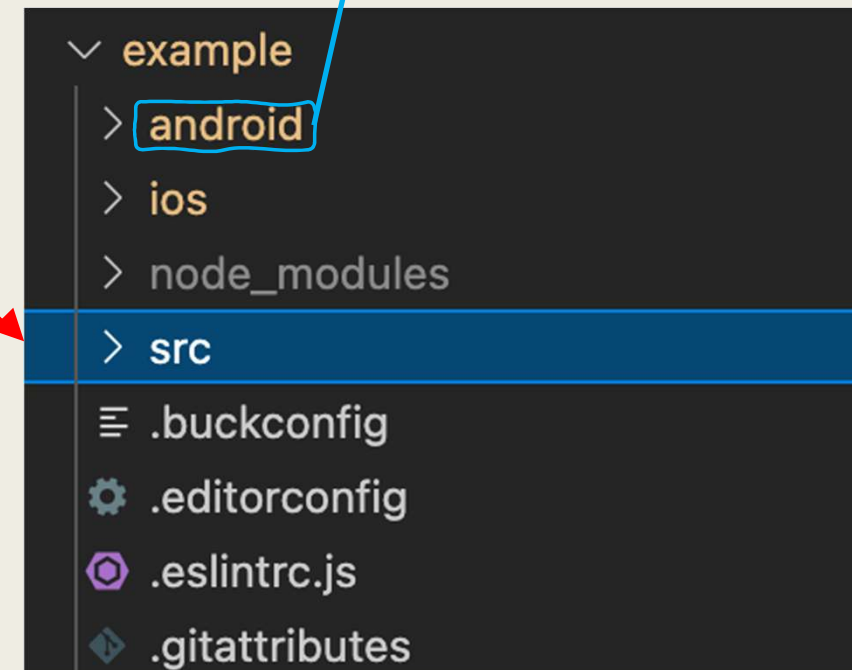 example
android
ios
node_modules
src
.buckconfig
.editorconfig
.eslintrc.js
.gitattributes